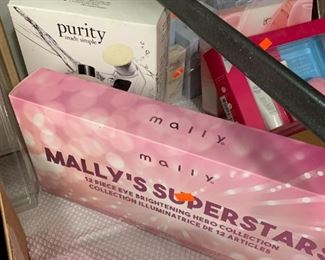 purity
made simple
mally
mally
MALLY'S SUPERSTARS
12 PIECE EYE BRIGHTENING HERO COLLECTION
COLLECTION ILLUMINATRICE DE 12 ARTICLES